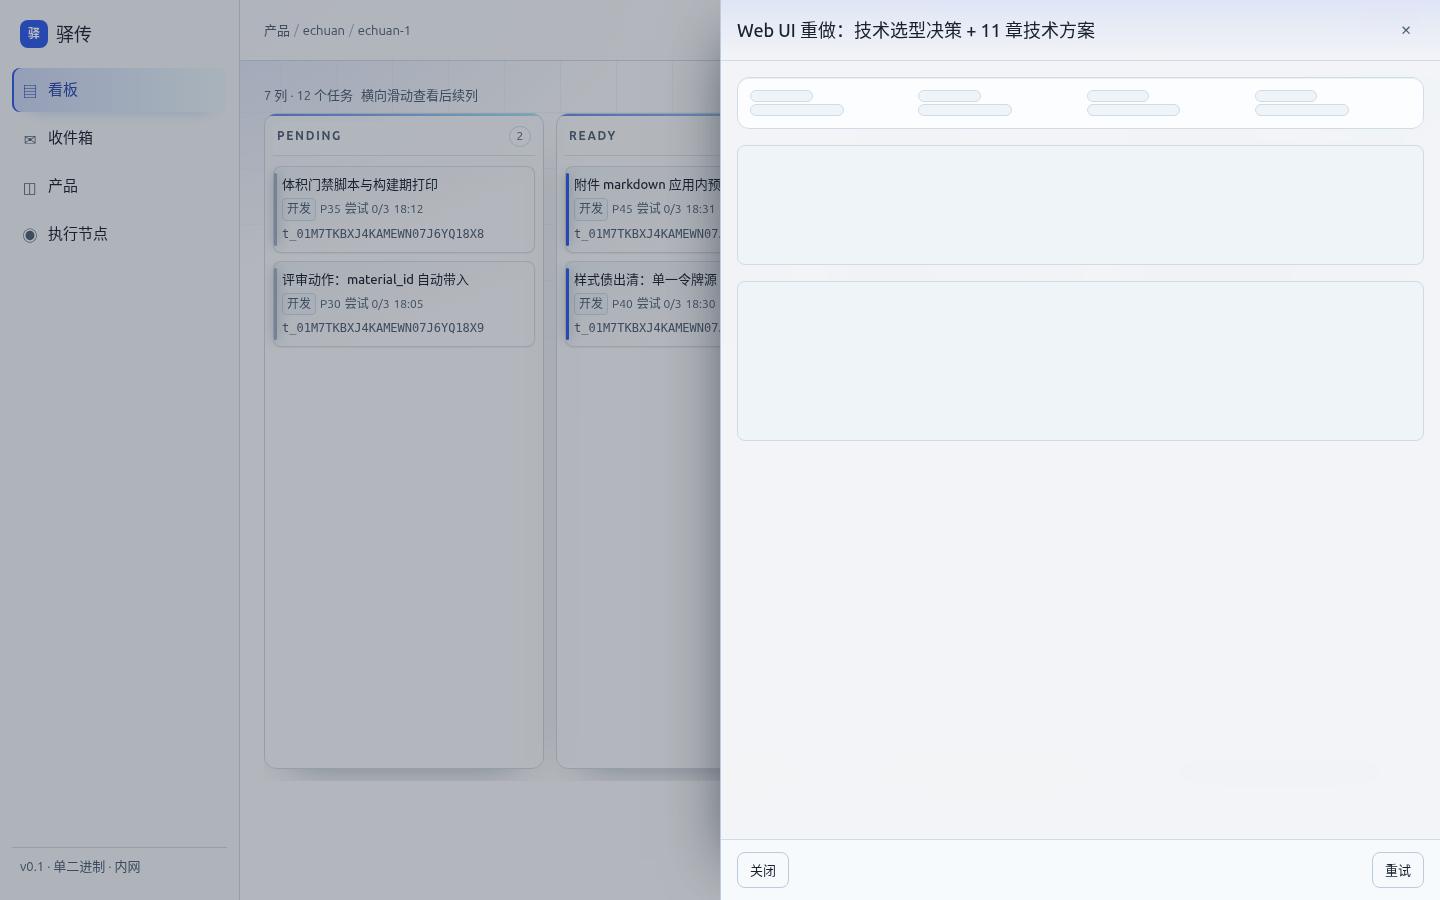 驿 驿传
看板
收件箱
产品
执行节点
v0.1 · 单二进制 · 内网
产品 / echuan / echuan-1
7 列 · 12 个任务 横向滑动查看后续列
PENDING 2
体积门禁脚本与构建期打印
开发 P35 尝试 0/3 18:12
t_01M7TKBXJ4KAMEWN07J6YQ18X8
评审动作：material_id 自动带入
开发 P30 尝试 0/3 18:05
t_01M7TKBXJ4KAMEWN07J6YQ18X9
READY
附件 markdown 应用内预
开发 P45 尝试 0/3 18:31
t_01M7TKBXJ4KAMEWN07
样式债出清：单一令牌源
开发 P40 尝试 0/3 18:30
t_01M7TKBXJ4KAMEWN07
Web UI 重做：技术选型决策 + 11 章技术方案 ×
关闭
重试